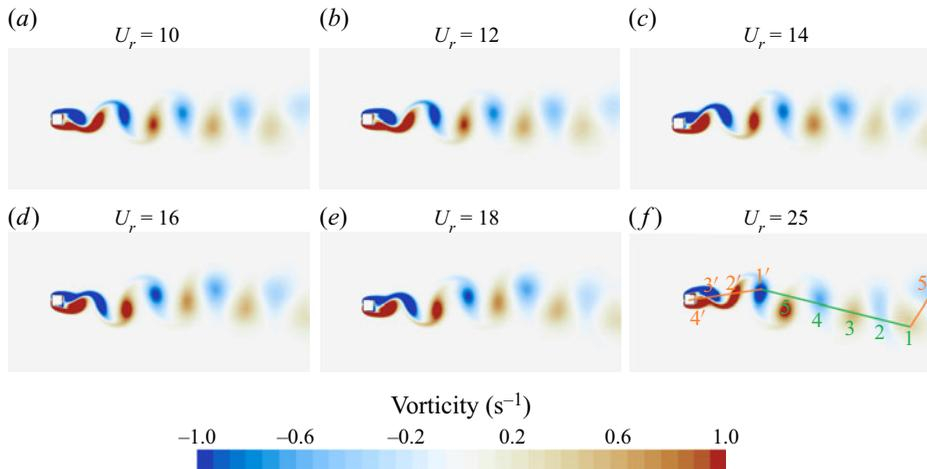 (a) U_r = 10
(b) U_r = 12
(c) U_r = 14
(d) U_r = 16
(e) U_r = 18
(f) U_r = 25
3′ 2′ 1′ 5′
4′ 5 4 3 2 1
Vorticity (s⁻¹)
−1.0 −0.6 −0.2 0.2 0.6 1.0